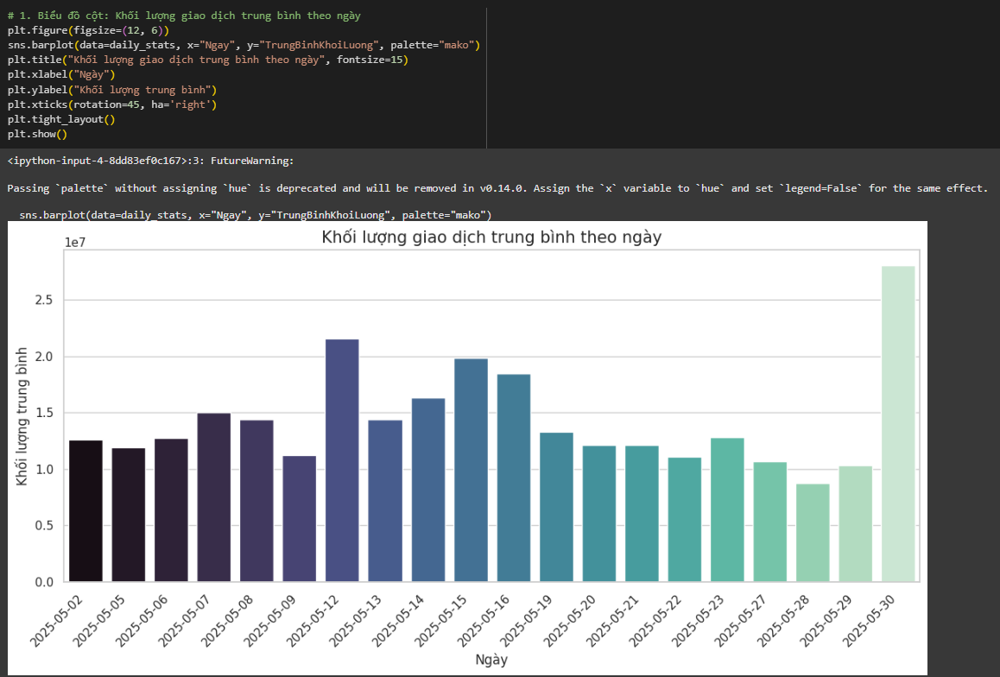 # 1. Biểu đồ cột: Khối lượng giao dịch trung bình theo ngày
plt.figure(figsize=(12, 6))
sns.barplot(data=daily_stats, x="Ngay", y="TrungBinhKhoiLuong", palette="mako")
plt.title("Khối lượng giao dịch trung bình theo ngày", fontsize=15)
plt.xlabel("Ngày")
plt.ylabel("Khối lượng trung bình")
plt.xticks(rotation=45, ha='right')
plt.tight_layout()
plt.show()
<ipython-input-4-8dd83ef0c167>:3: FutureWarning:
Passing `palette` without assigning `hue` is deprecated and will be removed in v0.14.0. Assign the `x` variable to `hue` and set `legend=False` for the same effect.
sns.barplot(data=daily_stats, x="Ngay", y="TrungBinhKhoiLuong", palette="mako")
Khối lượng giao dịch trung bình theo ngày
1e7
2.5
2.0
1.5
1.0
0.5
0.0
Khối lượng trung bình
2025-05-02
2025-05-05
2025-05-06
2025-05-07
2025-05-08
2025-05-09
2025-05-12
2025-05-13
2025-05-14
2025-05-15
2025-05-16
2025-05-19
2025-05-20
2025-05-21
2025-05-22
2025-05-23
2025-05-27
2025-05-28
2025-05-29
2025-05-30
Ngày